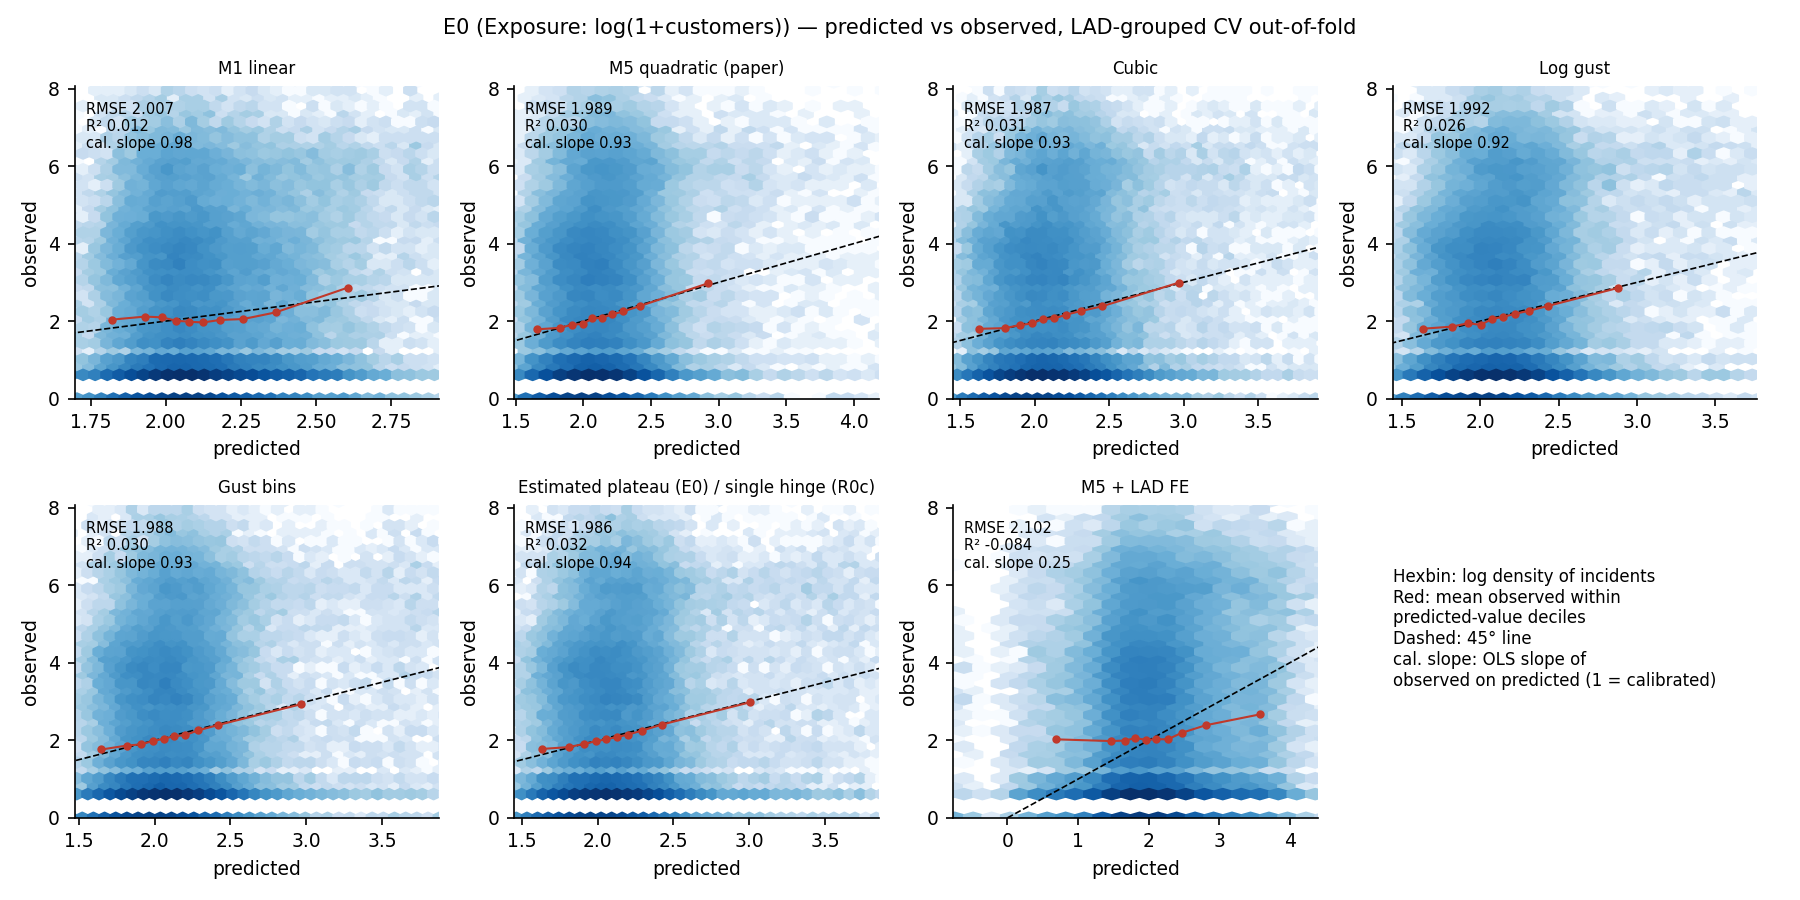 E0 (Exposure: log(1+customers)) — predicted vs observed, LAD-grouped CV out-of-fold
M1 linear
RMSE 2.007
R² 0.012
cal. slope 0.98
observed
8
6
4
2
0
1.75 2.00 2.25 2.50 2.75
predicted
M5 quadratic (paper)
RMSE 1.989
R² 0.030
cal. slope 0.93
observed
8
6
4
2
0
1.5 2.0 2.5 3.0 3.5 4.0
predicted
Cubic
RMSE 1.987
R² 0.031
cal. slope 0.93
observed
8
6
4
2
0
1.5 2.0 2.5 3.0 3.5
predicted
Log gust
RMSE 1.992
R² 0.026
cal. slope 0.92
observed
8
6
4
2
0
1.5 2.0 2.5 3.0 3.5
predicted
Gust bins
RMSE 1.988
R² 0.030
cal. slope 0.93
observed
8
6
4
2
0
1.5 2.0 2.5 3.0 3.5
predicted
Estimated plateau (E0) / single hinge (R0c)
RMSE 1.986
R² 0.032
cal. slope 0.94
observed
8
6
4
2
0
1.5 2.0 2.5 3.0 3.5
predicted
M5 + LAD FE
RMSE 2.102
R² -0.084
cal. slope 0.25
observed
8
6
4
2
0
0 1 2 3 4
predicted
Hexbin: log density of incidents
Red: mean observed within
predicted-value deciles
Dashed: 45° line
cal. slope: OLS slope of
observed on predicted (1 = calibrated)